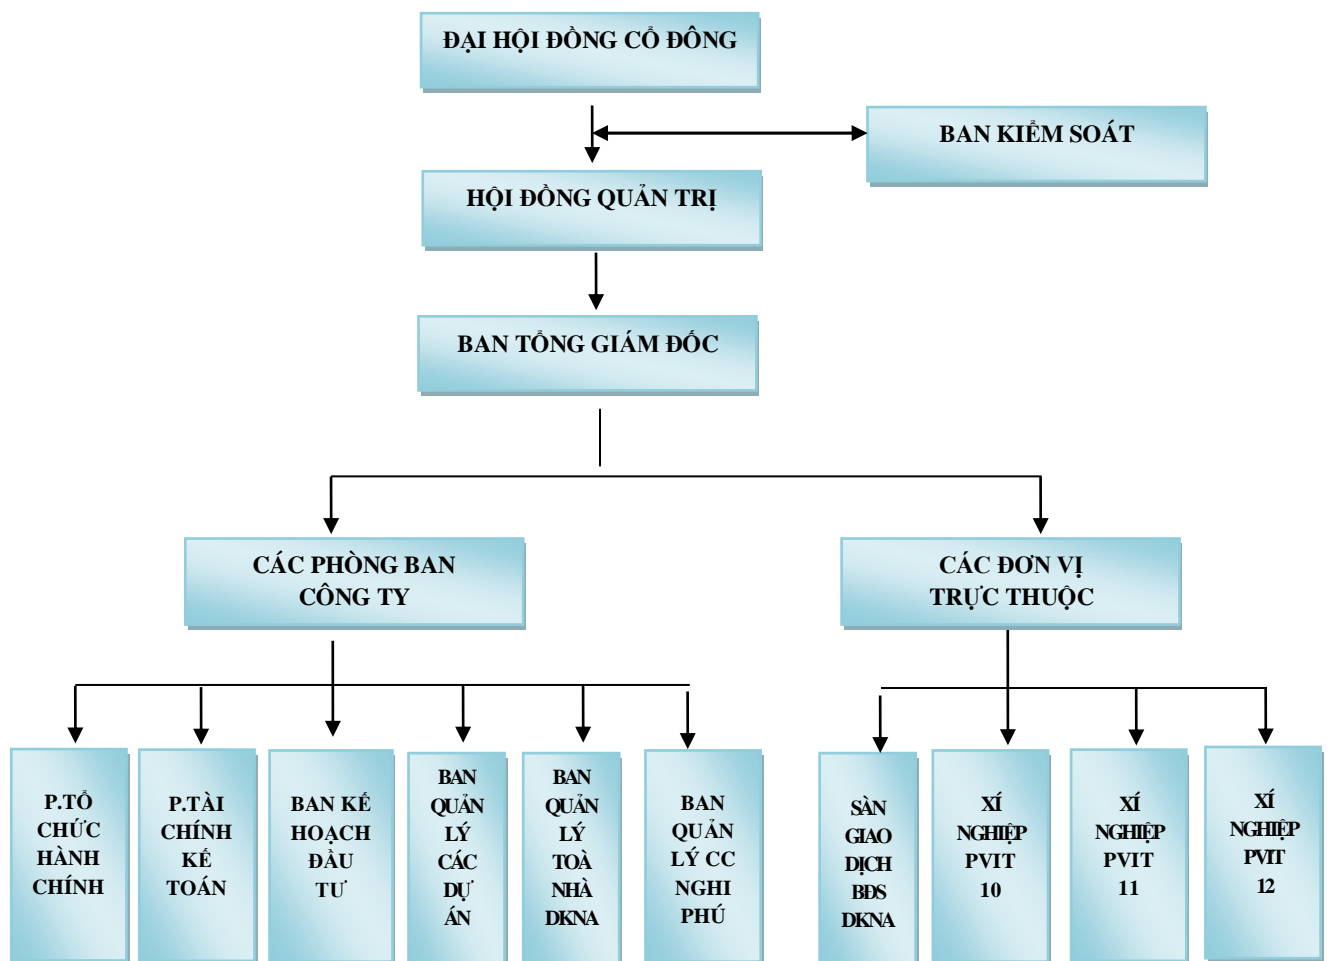 ĐẠI HỘI ĐỒNG CỔ ĐÔNG
BAN KIỂM SOÁT
HỘI ĐỒNG QUẢN TRỊ
BAN TỔNG GIÁM ĐỐC
CÁC PHÒNG BAN
CÔNG TY
CÁC ĐƠN VỊ
TRỰC THUỘC
P.TỔ
CHỨC
HÀNH
CHÍNH
P.TÀI
CHÍNH
KẾ
TOÁN
BAN KẾ
HOẠCH
ĐẦU
TƯ
BAN
QUẢN
LÝ
CÁC
DỰ
ÁN
BAN
QUẢN
LÝ
TOÀ
NHÀ
DKNA
BAN
QUẢN
LÝ CC
NGHI
PHÚ
SÀN
GIAO
DỊCH
BĐS
DKNA
XÍ
NGHIỆP
PVIT
10
XÍ
NGHIỆP
PVIT
11
XÍ
NGHIỆP
PVIT
12